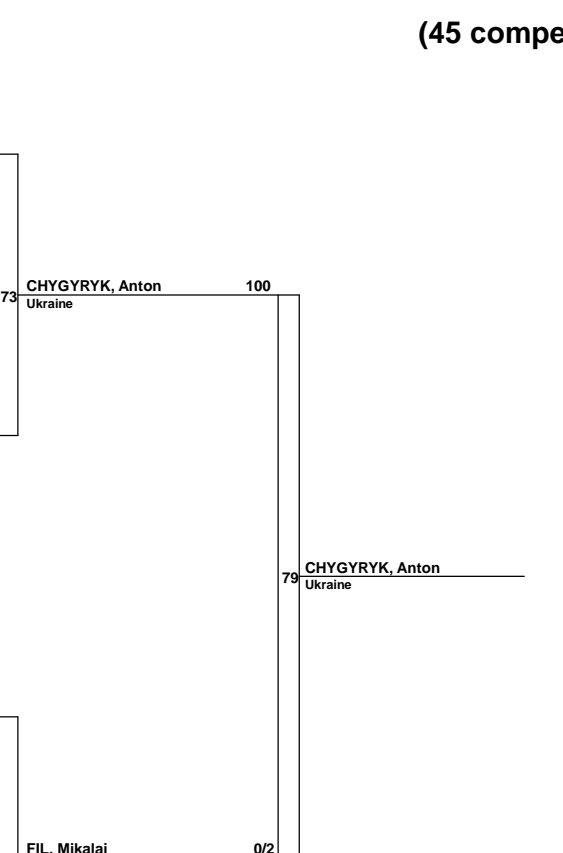 (45 compe
73 CHYGYRYK, Anton 100
Ukraine
79 CHYGYRYK, Anton
Ukraine
FIL, Mikalai 0/2